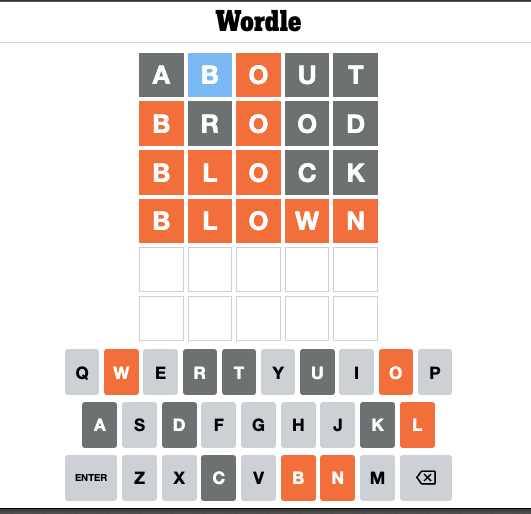 Wordle
A B O U T
B R O O D
B L O C K
B L O W N
Q W E R T Y U I O P
A S D F G H J K L
ENTER Z X C V B N M